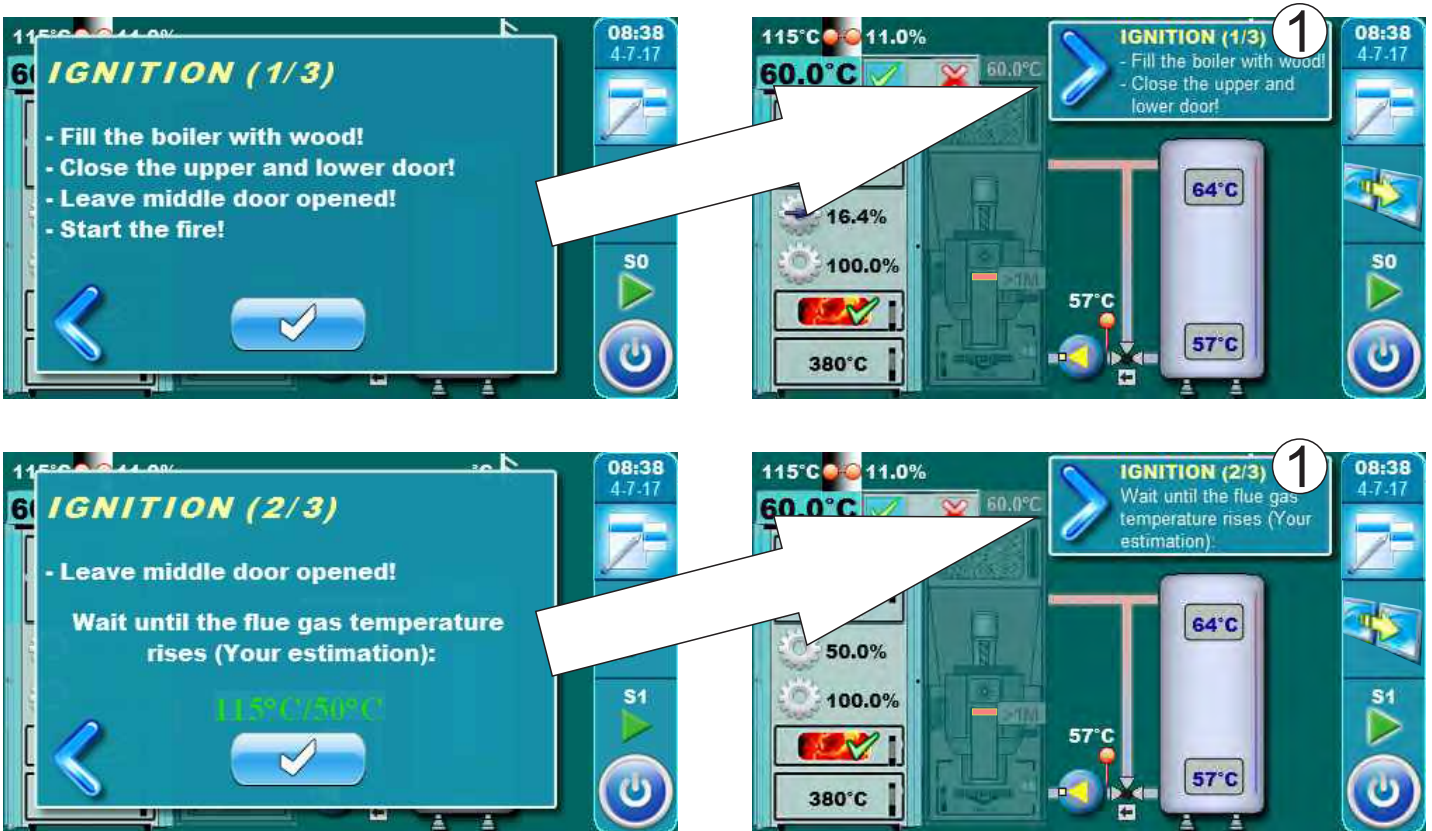 115°C 11.0%
08:38
4-7-17
IGNITION (1/3)
- Fill the boiler with wood!
- Close the upper and lower door!
- Leave middle door opened!
- Start the fire!
S0
1
115°C 11.0%
IGNITION (1/3)
- Fill the boiler with wood!
- Close the upper and
lower door!
08:38
4-7-17
60.0°C
60.0°C
64°C
16.4%
100.0%
>1M
57°C
57°C
380°C
S0
08:38
4-7-17
IGNITION (2/3)
- Leave middle door opened!
Wait until the flue gas temperature
rises (Your estimation):
115°C/50°C
S1
1
115°C 11.0%
IGNITION (2/3)
Wait until the flue gas
temperature rises (Your
estimation):
08:38
4-7-17
60.0°C
60.0°C
64°C
50.0%
100.0%
>1M
57°C
57°C
380°C
S1